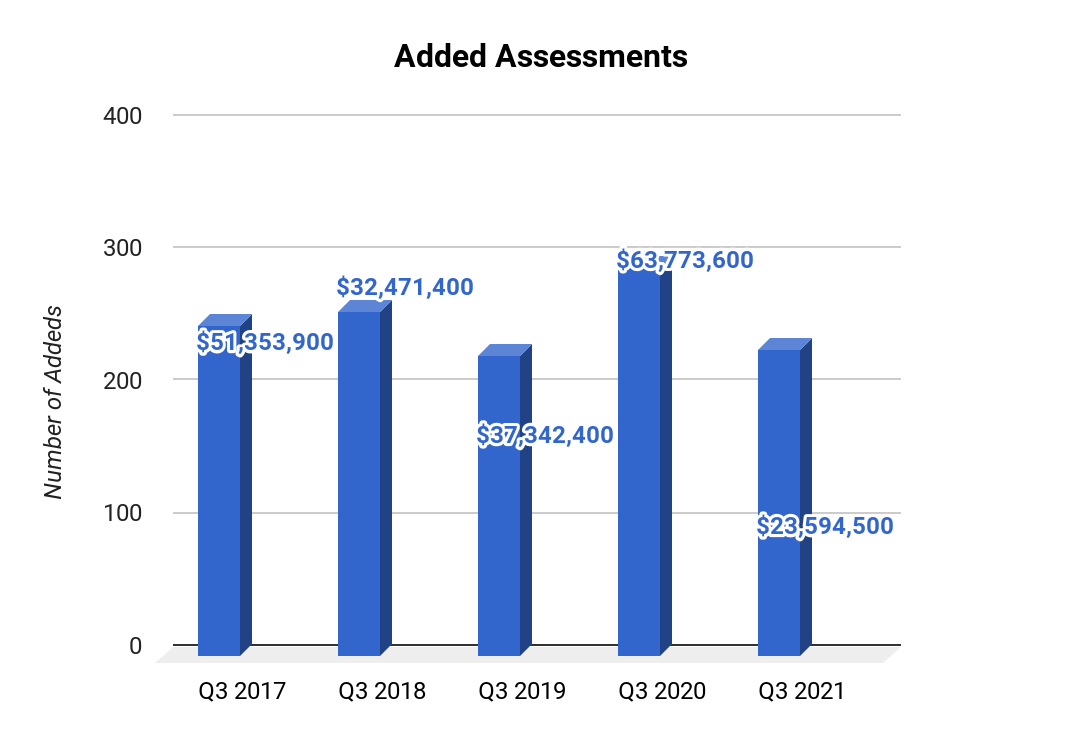 Added Assessments
400
300
200
100
0
Number of Addeds
$51,353,900
$32,471,400
$37,342,400
$63,773,600
$23,594,500
Q3 2017
Q3 2018
Q3 2019
Q3 2020
Q3 2021